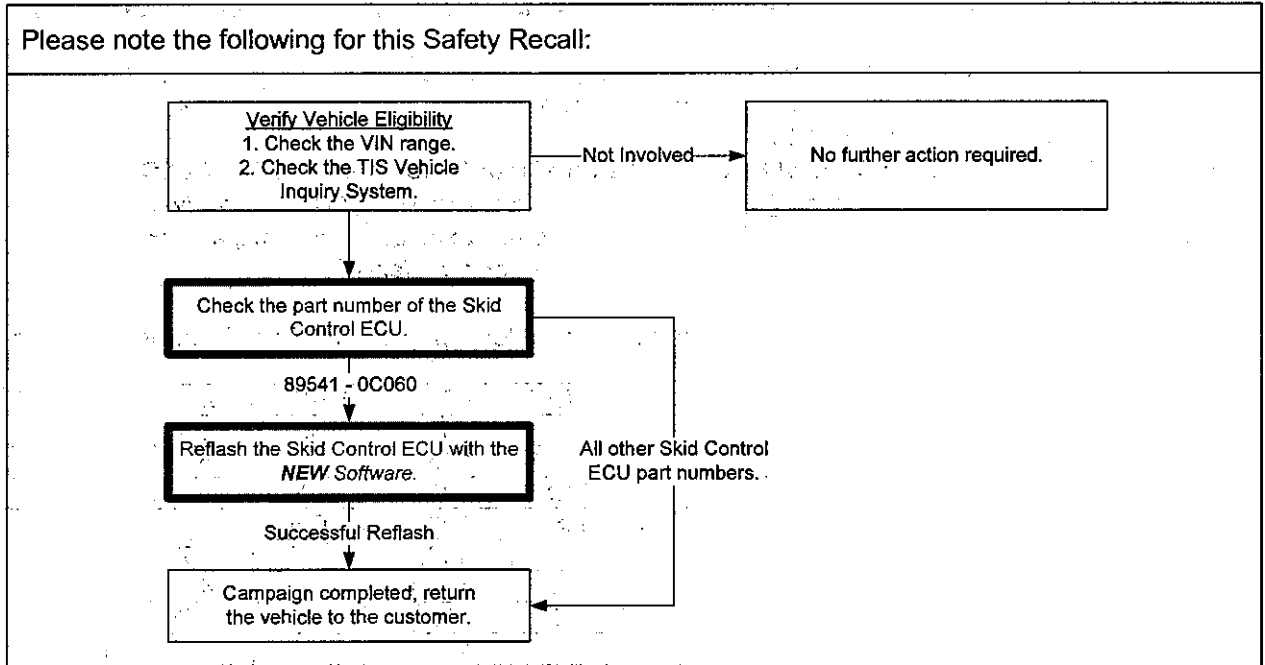 Please note the following for this Safety Recall:
Verify Vehicle Eligibility
1. Check the VIN range.
2. Check the TIS Vehicle
Inquiry System.
Not Involved
No further action required.
Check the part number of the Skid
Control ECU.
89541 - 0C060
Reflash the Skid Control ECU with the
NEW Software.
All other Skid Control
ECU part numbers.
Successful Reflash
Campaign completed, return
the vehicle to the customer.